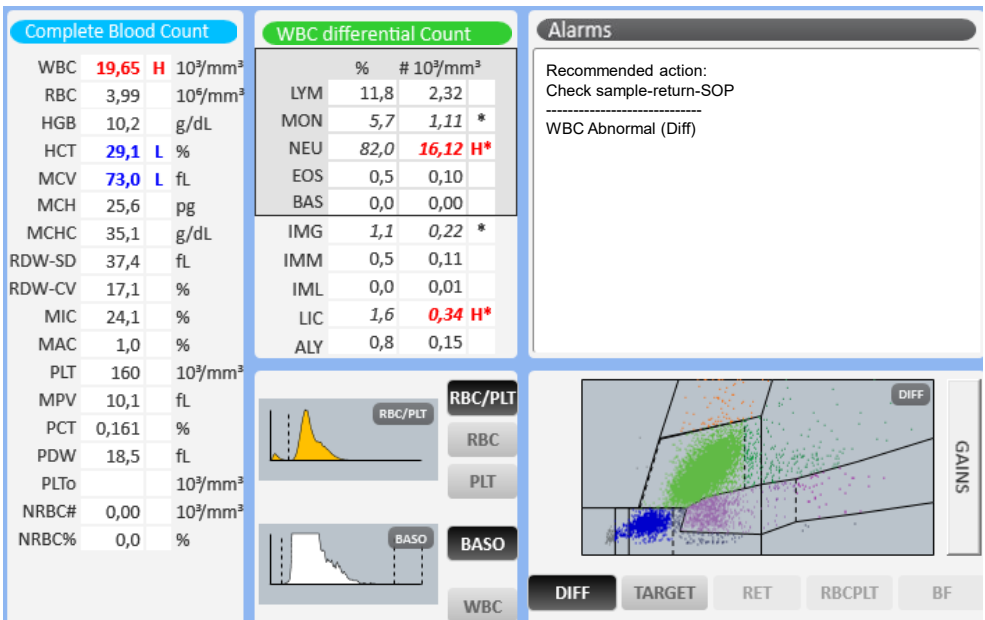 Complete Blood Count
WBC 19,65 H 10³/mm³
RBC 3,99 10⁶/mm³
HGB 10,2 g/dL
HCT 29,1 L %
MCV 73,0 L fL
MCH 25,6 pg
MCHC 35,1 g/dL
RDW-SD 37,4 fL
RDW-CV 17,1 %
MIC 24,1 %
MAC 1,0 %
PLT 160 10³/mm³
MPV 10,1 fL
PCT 0,161 %
PDW 18,5 fL
PLTo 10³/mm³
NRBC# 0,00 10³/mm³
NRBC% 0,0 %
WBC differential Count
% # 10³/mm³
LYM 11,8 2,32
MON 5,7 1,11 *
NEU 82,0 16,12 H*
EOS 0,5 0,10
BAS 0,0 0,00
IMG 1,1 0,22 *
IMM 0,5 0,11
IML 0,0 0,01
LIC 1,6 0,34 H*
ALY 0,8 0,15
Alarms
Recommended action:
Check sample-return-SOP
-----------------------------
WBC Abnormal (Diff)
RBC/PLT
RBC/PLT
RBC
PLT
BASO
BASO
WBC
DIFF
GAINS
DIFF TARGET RET RBCPLT BF